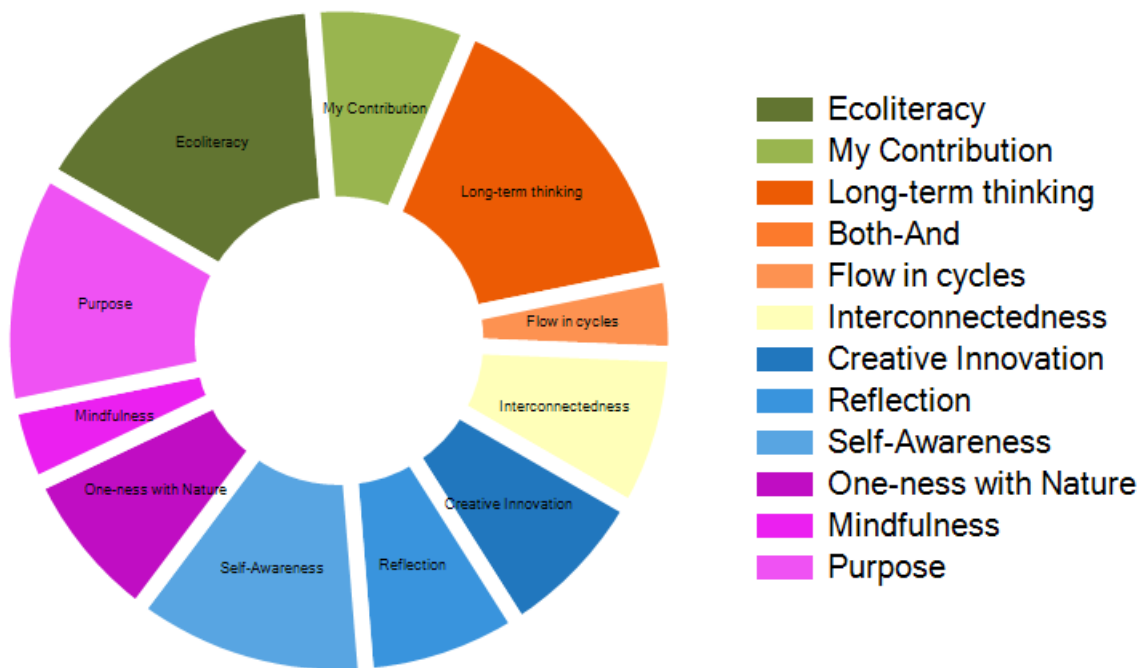 My Contribution
Ecoliteracy
Long-term thinking
Purpose
Flow in cycles
Mindfulness
Interconnectedness
One-ness with Nature
Creative Innovation
Self-Awareness
Reflection
Ecoliteracy
My Contribution
Long-term thinking
Both-And
Flow in cycles
Interconnectedness
Creative Innovation
Reflection
Self-Awareness
One-ness with Nature
Mindfulness
Purpose